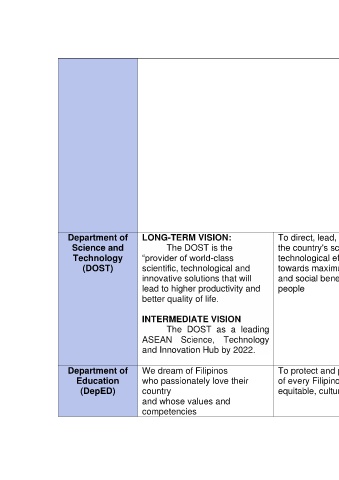 Department of
Science and
Technology
(DOST)
LONG-TERM VISION:
The DOST is the
"provider of world-class
scientific, technological and
innovative solutions that will
lead to higher productivity and
better quality of life.
INTERMEDIATE VISION
The DOST as a leading
ASEAN Science, Technology
and Innovation Hub by 2022.
To direct, lead,
the country's sc
technological ef
towards maxim
and social bene
people
Department of
Education
(DepED)
We dream of Filipinos
who passionately love their
country
and whose values and
competencies
To protect and p
of every Filipino
equitable, cultu